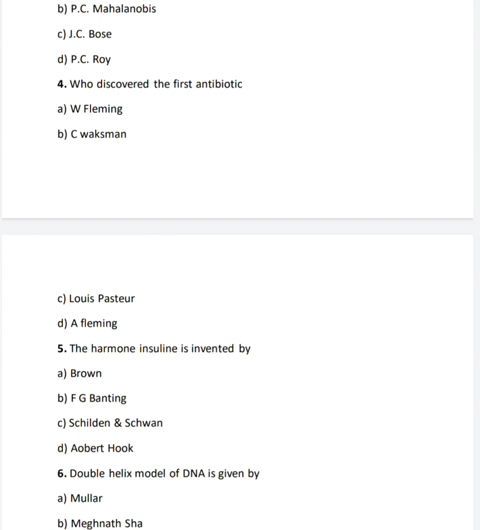 b) P.C. Mahalanobis
c) J.C. Bose
d) P.C. Roy
4. Who discovered the first antibiotic
a) W Fleming
b) C waksman
c) Louis Pasteur
d) A fleming
5. The harmone insuline is invented by
a) Brown
b) F G Banting
c) Schilden & Schwan
d) Aobert Hook
6. Double helix model of DNA is given by
a) Mullar
b) Meghnath Sha